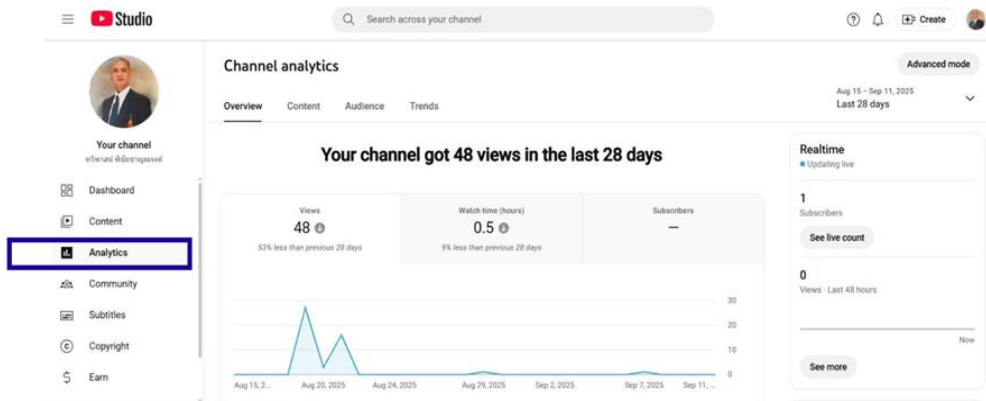 Studio
Search across your channel
Create
Your channel
Dashboard
Content
Analytics
Community
Subtitles
Copyright
Earn
Channel analytics
Advanced mode
Overview
Content
Audience
Trends
Aug 15 – Sep 11, 2025
Last 28 days
Your channel got 48 views in the last 28 days
Views
48
53% less than previous 28 days
Watch time (hours)
0.5
9% less than previous 28 days
Subscribers
—
30
20
10
0
Aug 15, 2...
Aug 20, 2025
Aug 24, 2025
Aug 29, 2025
Sep 2, 2025
Sep 7, 2025
Sep 11, ...
Realtime
Updating live
1
Subscribers
See live count
0
Views · Last 48 hours
Now
See more